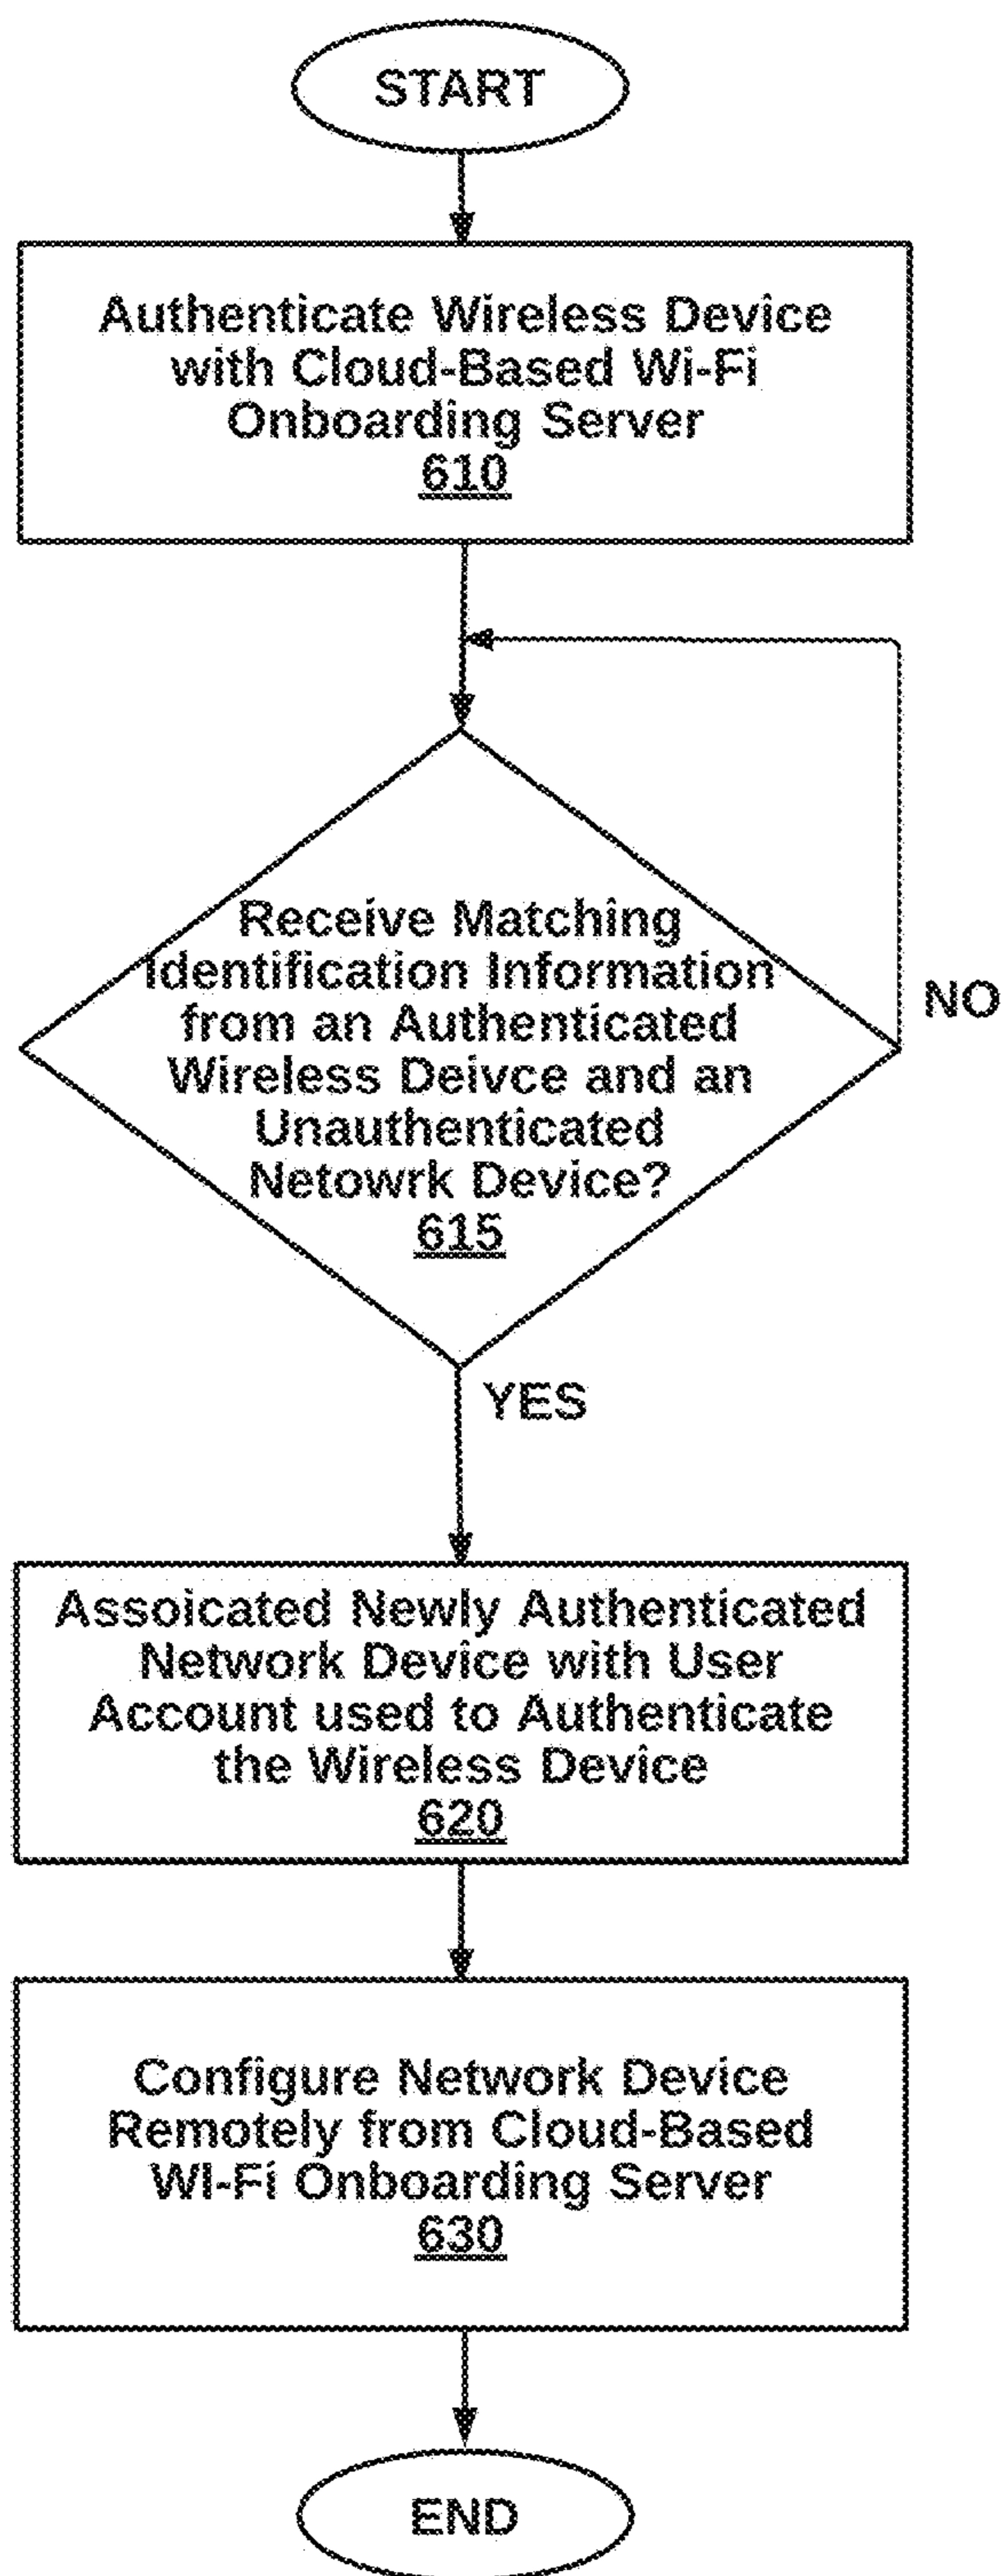 START
Authenticate Wireless Device
with Cloud-Based Wi-Fi
Onboarding Server
610
Receive Matching
Identification Information
from an Authenticated
Wireless Deivce and an
Unauthenticated
Netowrk Device?
615
NO
YES
Assoicated Newly Authenticated
Network Device with User
Account used to Authenticate
the Wireless Device
620
Configure Network Device
Remotely from Cloud-Based
WI-Fi Onboarding Server
630
END